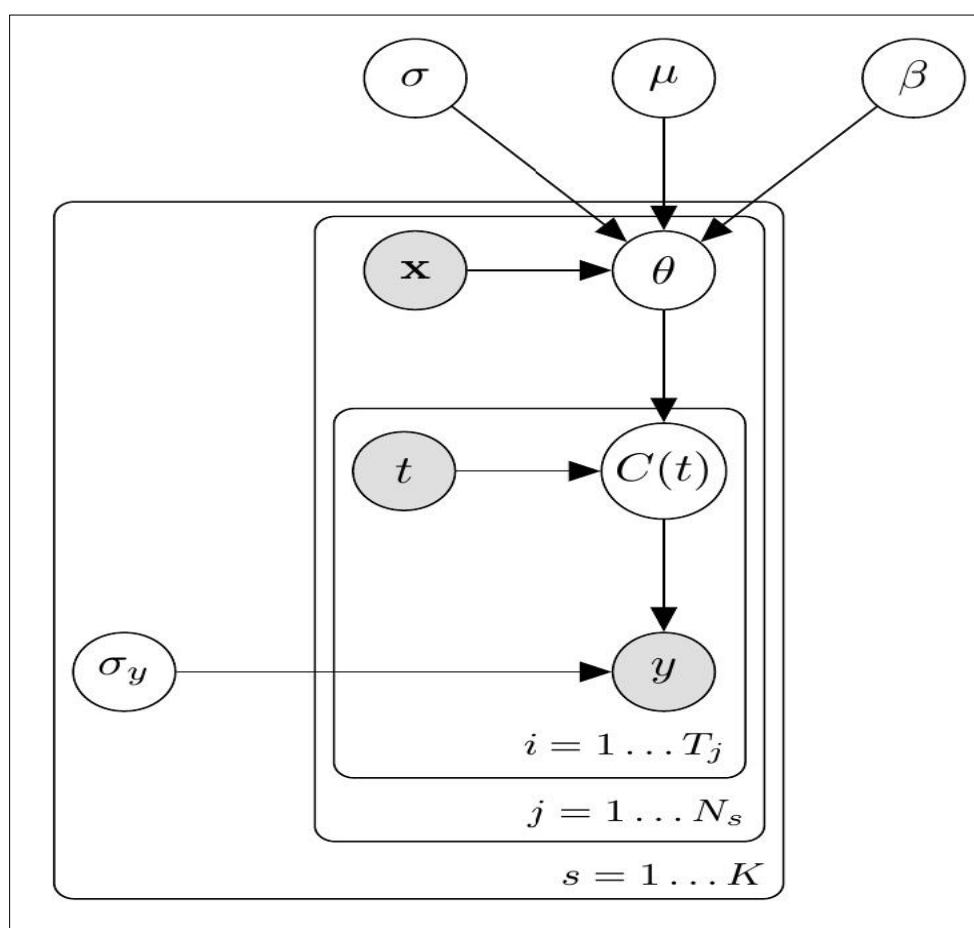 σ μ β
x θ
t C(t)
σ_y y
i = 1 … T_j
j = 1 … N_s
s = 1 … K